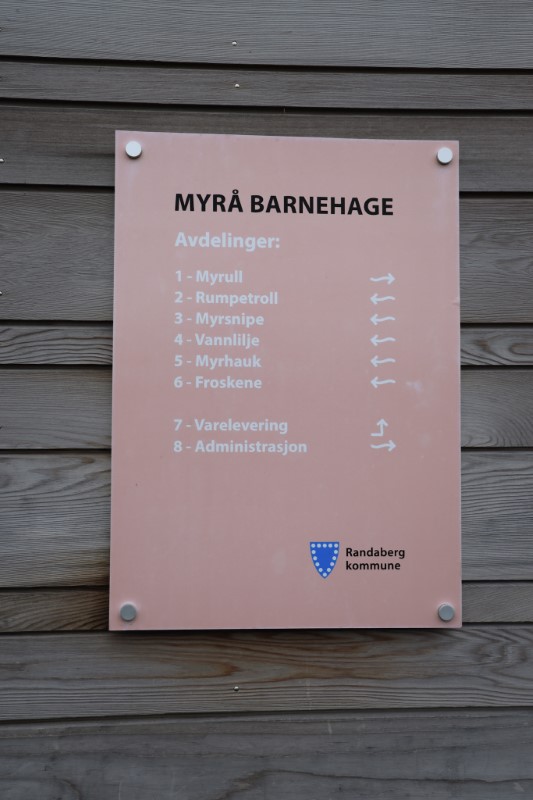 MYRÅ BARNEHAGE
Avdelinger:
1 - Myrull
2 - Rumpetroll
3 - Myrsnipe
4 - Vannlilje
5 - Myrhauk
6 - Froskene
7 - Varelevering
8 - Administrasjon
Randaberg
kommune